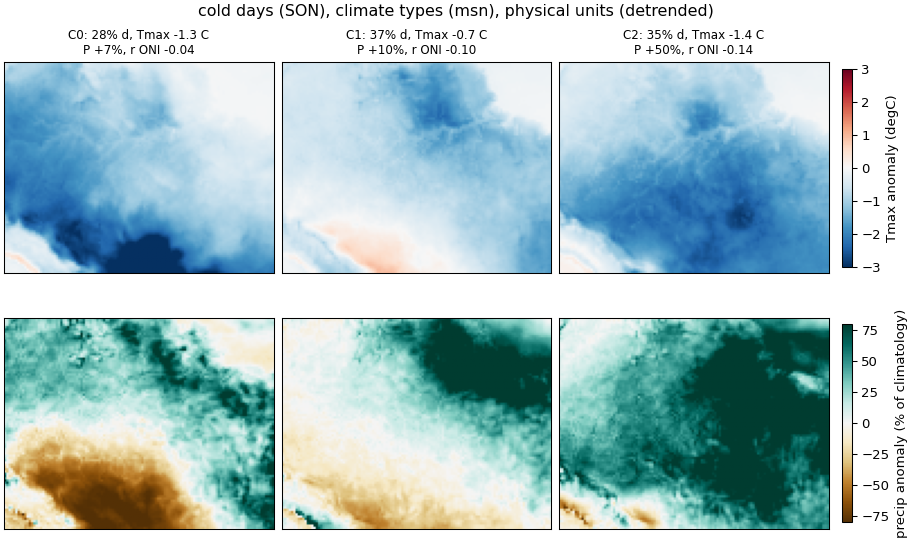 cold days (SON), climate types (msn), physical units (detrended)
C0: 28% d, Tmax -1.3 C
P +7%, r ONI -0.04
C1: 37% d, Tmax -0.7 C
P +10%, r ONI -0.10
C2: 35% d, Tmax -1.4 C
P +50%, r ONI -0.14
3
2
1
0
−1
−2
−3
Tmax anomaly (degC)
75
50
25
0
−25
−50
−75
precip anomaly (% of climatology)